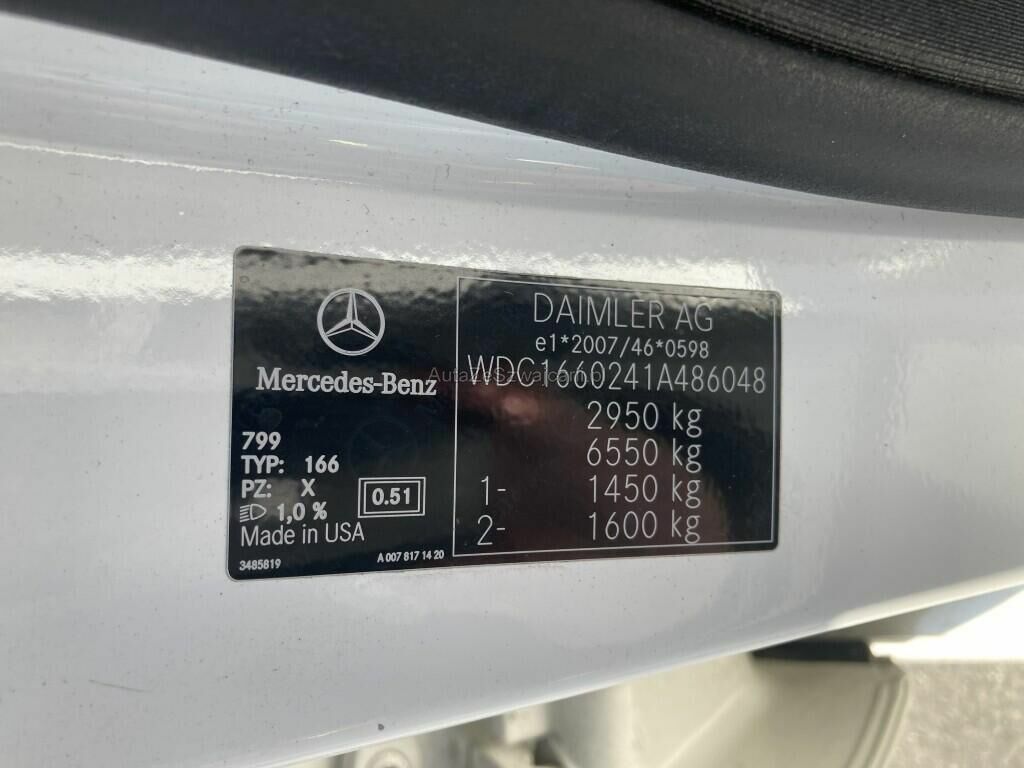 Mercedes-Benz
799
TYP: 166
PZ: X
1,0 %
0.51
Made in USA
3485819
A 007 817 14 20
DAIMLER AG
e1*2007/46*0598
WDC1660241A486048
2950 kg
6550 kg
1- 1450 kg
2- 1600 kg